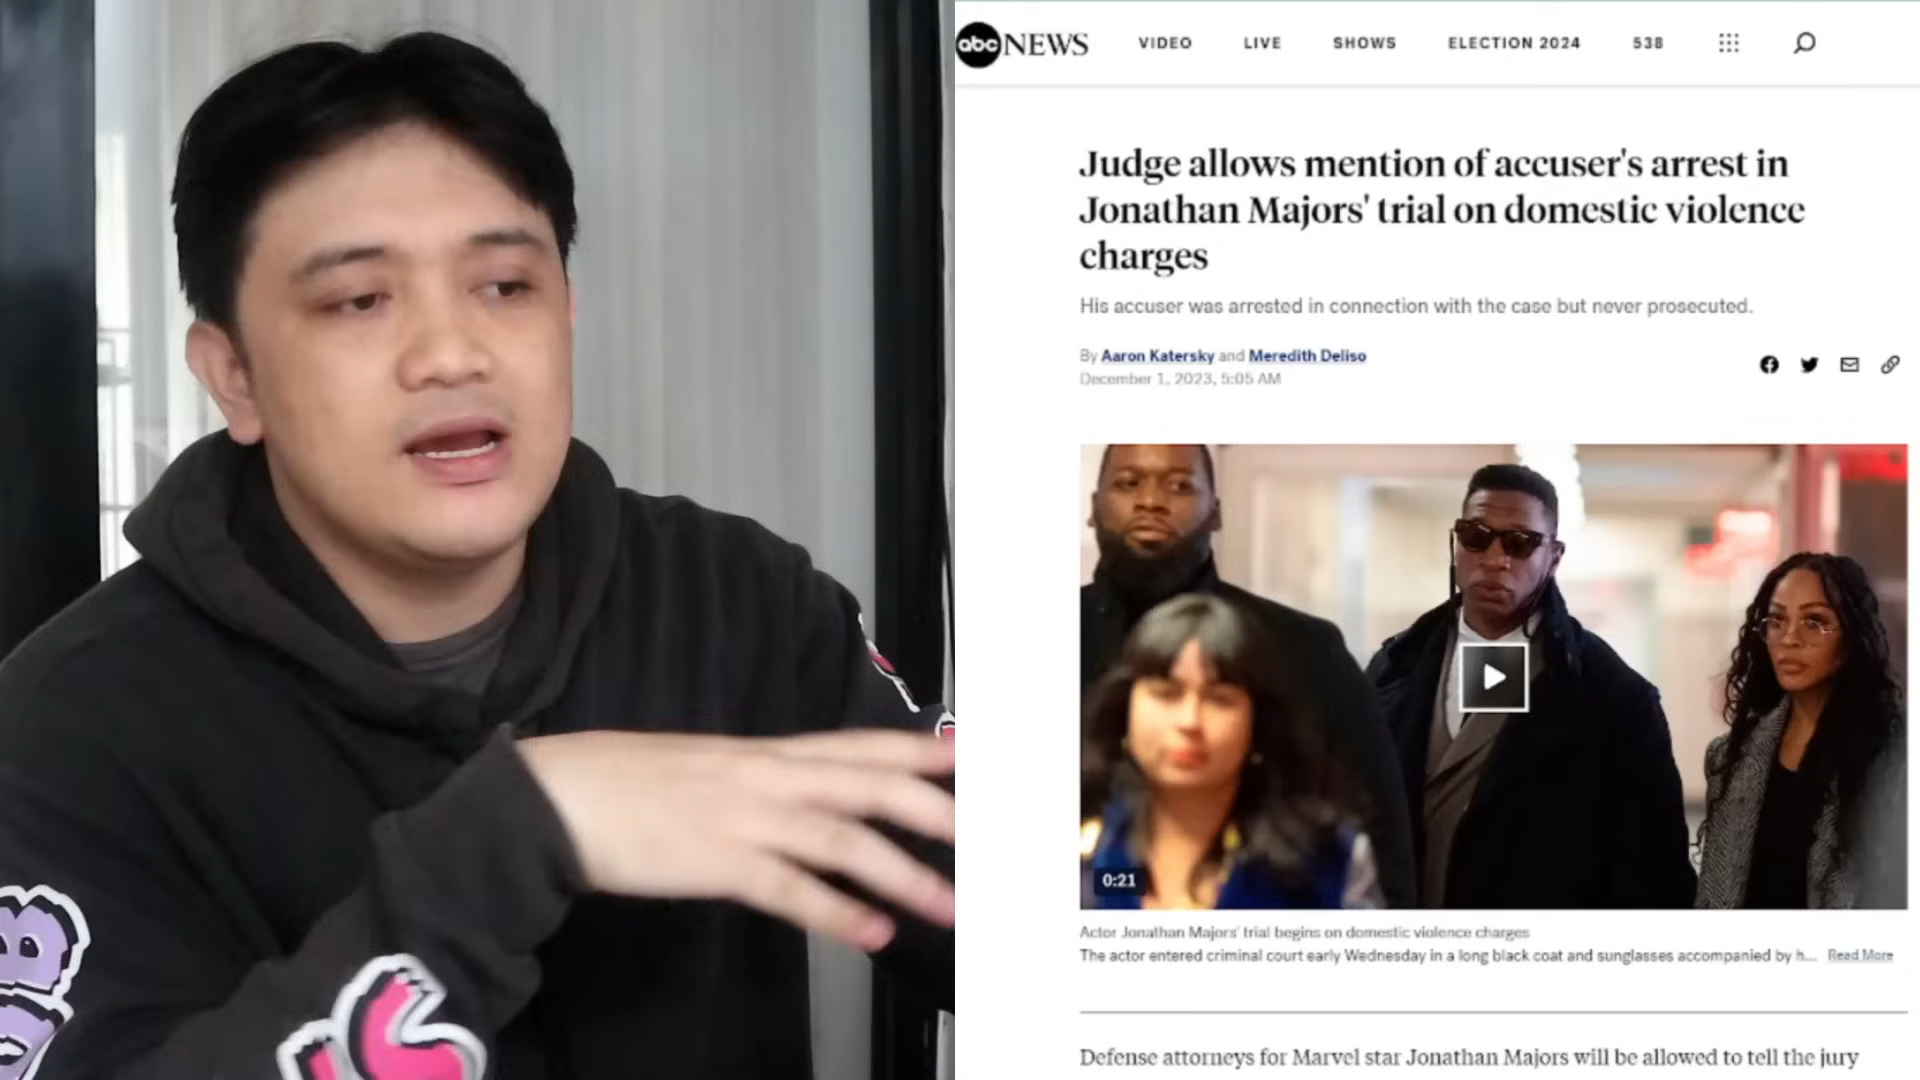 abc NEWS VIDEO LIVE SHOWS ELECTION 2024 538
Judge allows mention of accuser's arrest in
Jonathan Majors' trial on domestic violence
charges
His accuser was arrested in connection with the case but never prosecuted.
By Aaron Katersky and Meredith Deliso
December 1, 2023, 5:05 AM
0:21
Actor Jonathan Majors' trial begins on domestic violence charges
The actor entered criminal court early Wednesday in a long black coat and sunglasses accompanied by h... Read More
Defense attorneys for Marvel star Jonathan Majors will be allowed to tell the jury